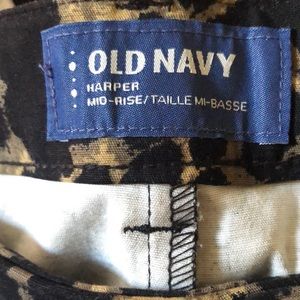 OLD NAVY
HARPER
MID-RISE/TAILLE MI-BASSE